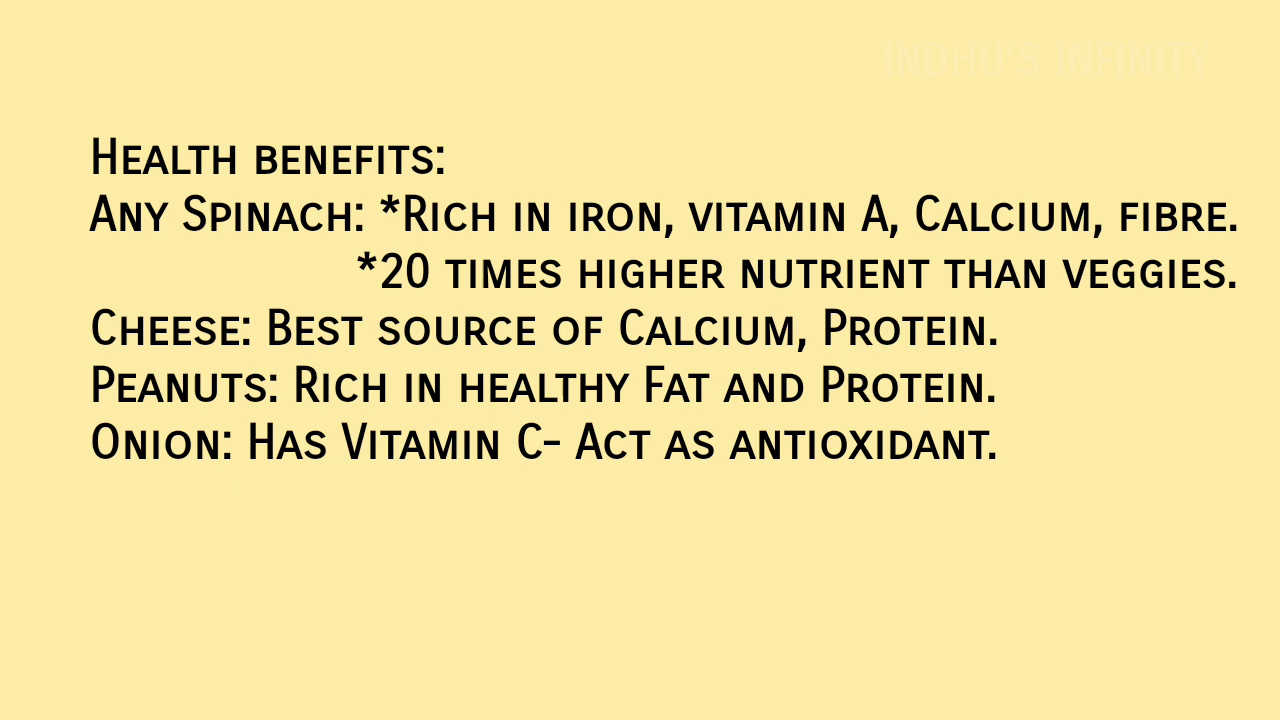 INDHU'S INFINITY
Health benefits:
Any Spinach: *Rich in iron, vitamin A, Calcium, fibre.
*20 times higher nutrient than veggies.
Cheese: Best source of Calcium, Protein.
Peanuts: Rich in healthy Fat and Protein.
Onion: Has Vitamin C- Act as antioxidant.